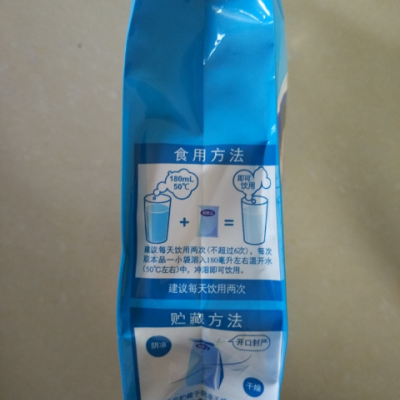 食用方法
180mL
50℃
即可
饮用
+
=
建议每天饮用两次(不超过6次),每次
取本品一小袋溶入180毫升左右温开水
(50℃左右)中,冲溶即可饮用。
建议每天饮用两次
贮藏方法
阴凉
开口封严
干燥